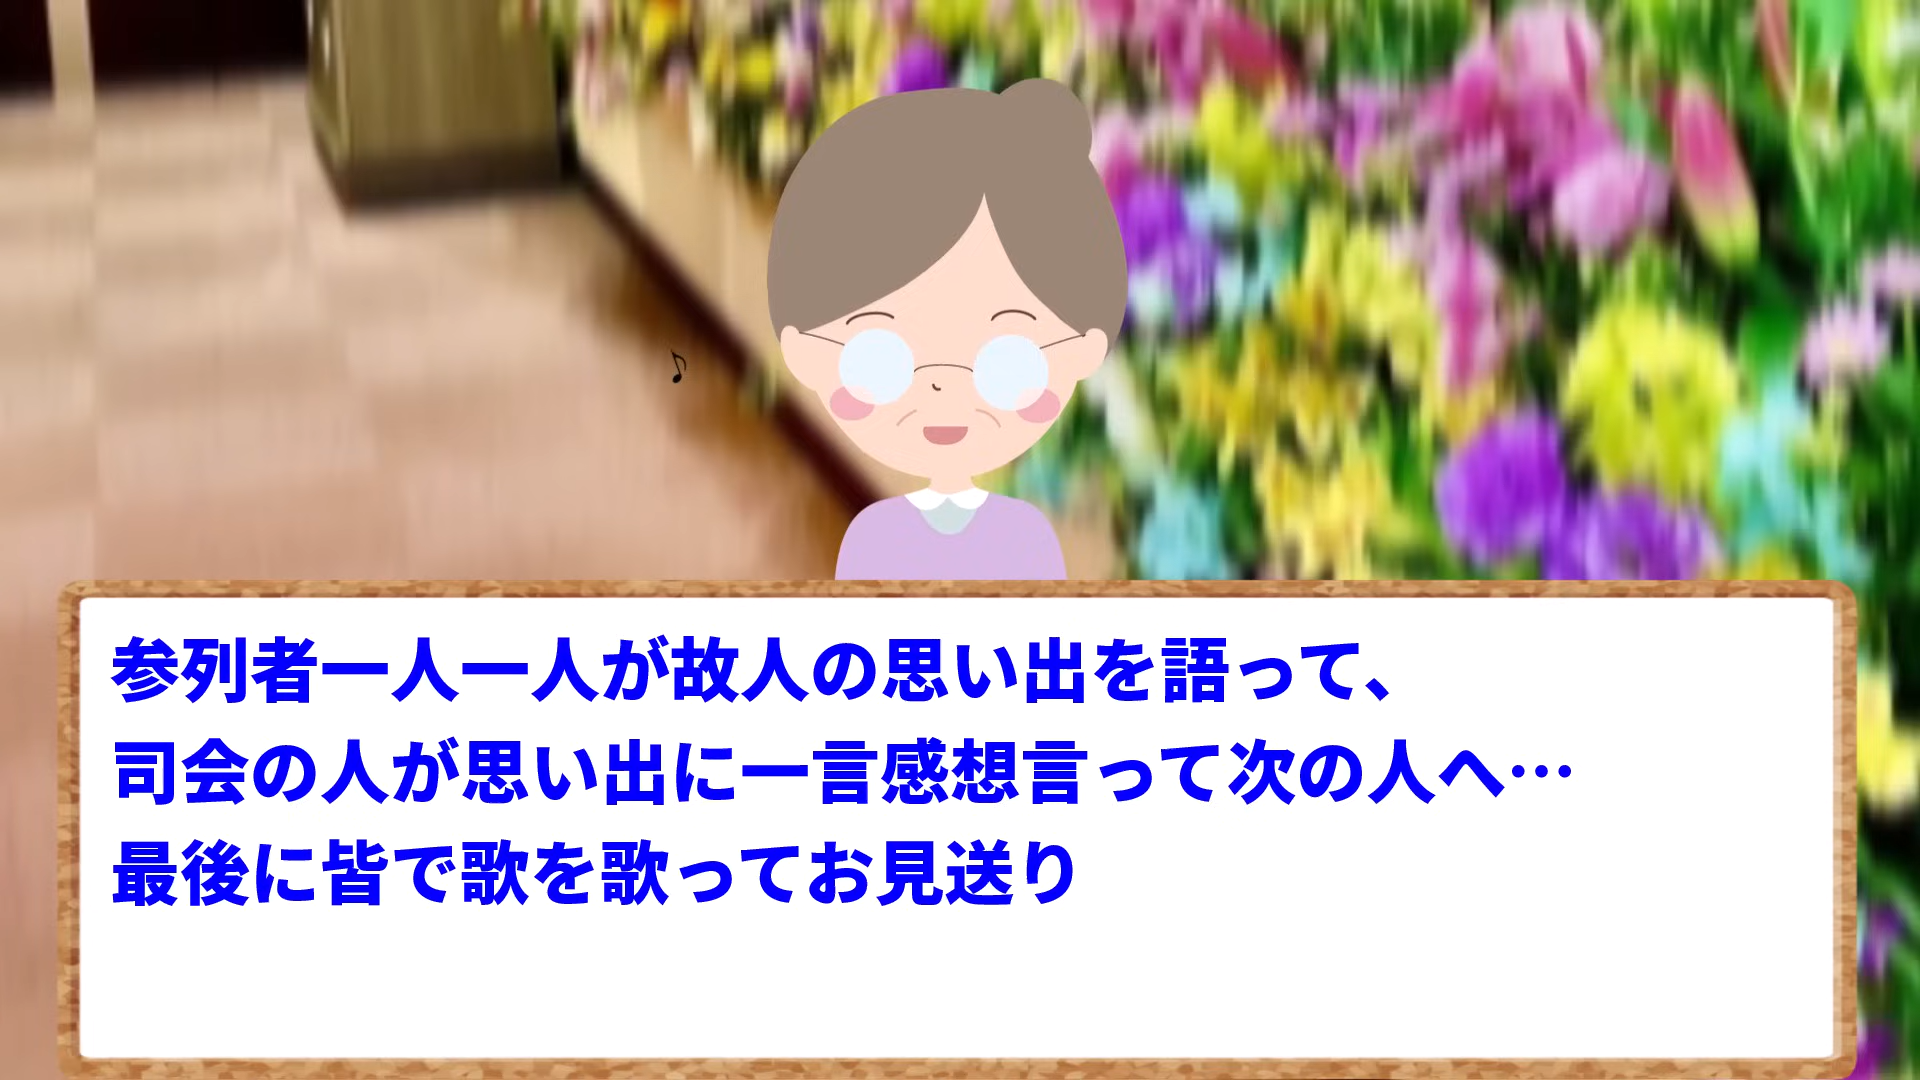 参列者一人一人が故人の思い出を語って、
司会の人が思い出に一言感想言って次の人へ…
最後に皆で歌を歌ってお見送り